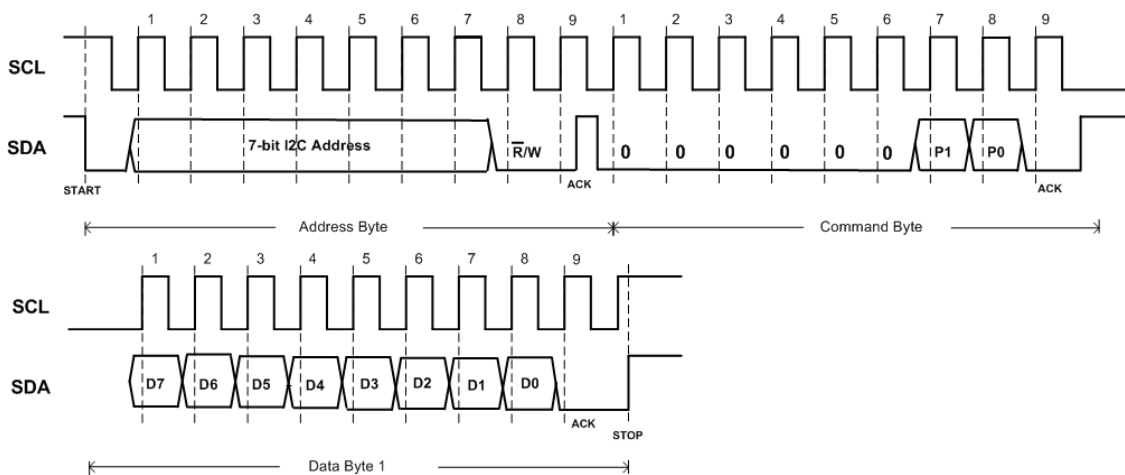 1 2 3 4 5 6 7 8 9 1 2 3 4 5 6 7 8 9
SCL
SDA
7-bit I2C Address
R̅/W
0 0 0 0 0 0 P1 P0
START
ACK
ACK
Address Byte
Command Byte
1 2 3 4 5 6 7 8 9
SCL
SDA
D7 D6 D5 D4 D3 D2 D1 D0
ACK
STOP
Data Byte 1